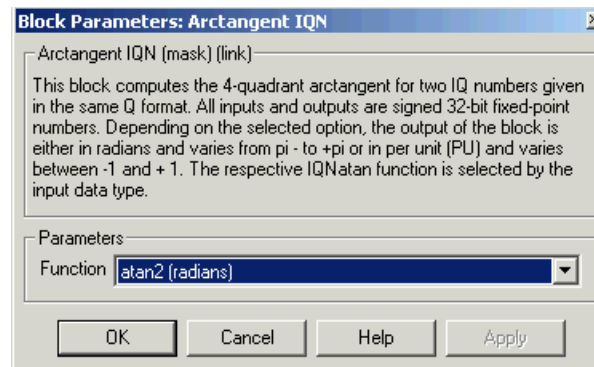 Block Parameters: Arctangent IQN
Arctangent IQN (mask) (link)
This block computes the 4-quadrant arctangent for two IQ numbers given
in the same Q format. All inputs and outputs are signed 32-bit fixed-point
numbers. Depending on the selected option, the output of the block is
either in radians and varies from pi - to +pi or in per unit (PU) and varies
between -1 and + 1. The respective IQNatan function is selected by the
input data type.
Parameters
Function atan2 (radians)
OK Cancel Help Apply